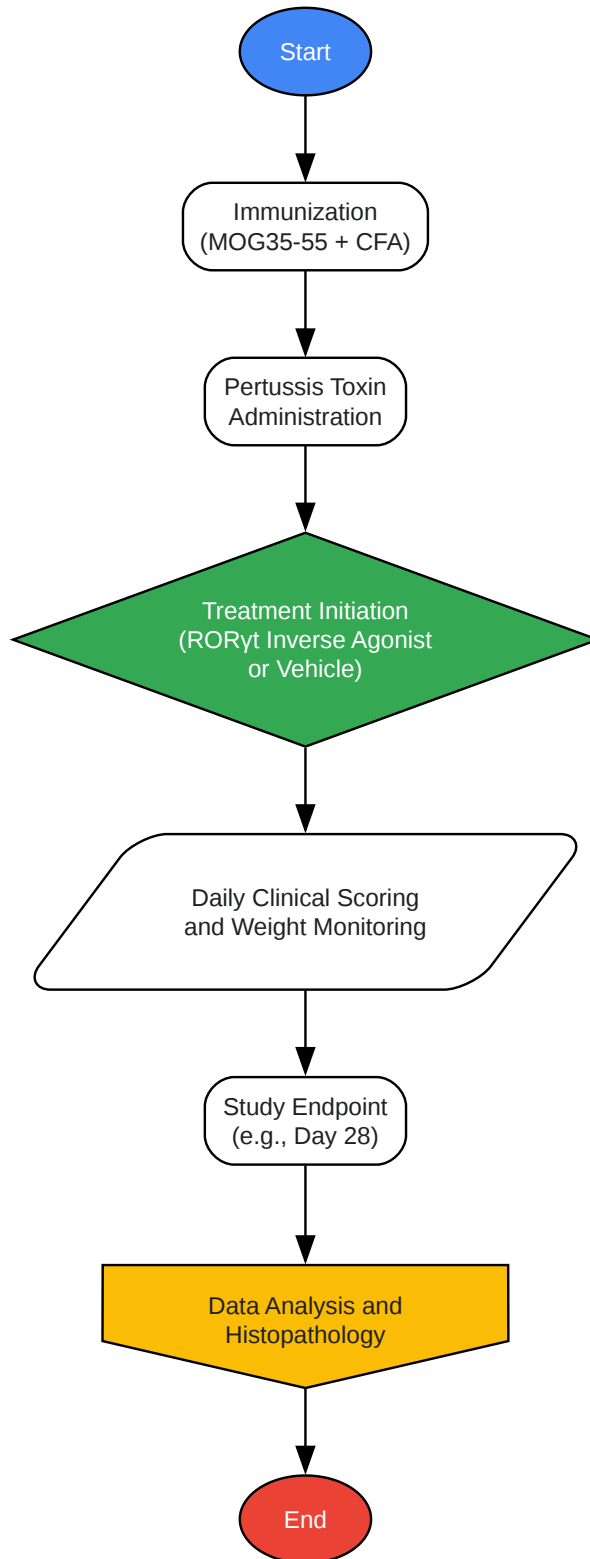 Start
Immunization
(MOG35-55 + CFA)
Pertussis Toxin
Administration
Treatment Initiation
(RORγt Inverse Agonist
or Vehicle)
Daily Clinical Scoring
and Weight Monitoring
Study Endpoint
(e.g., Day 28)
Data Analysis and
Histopathology
End